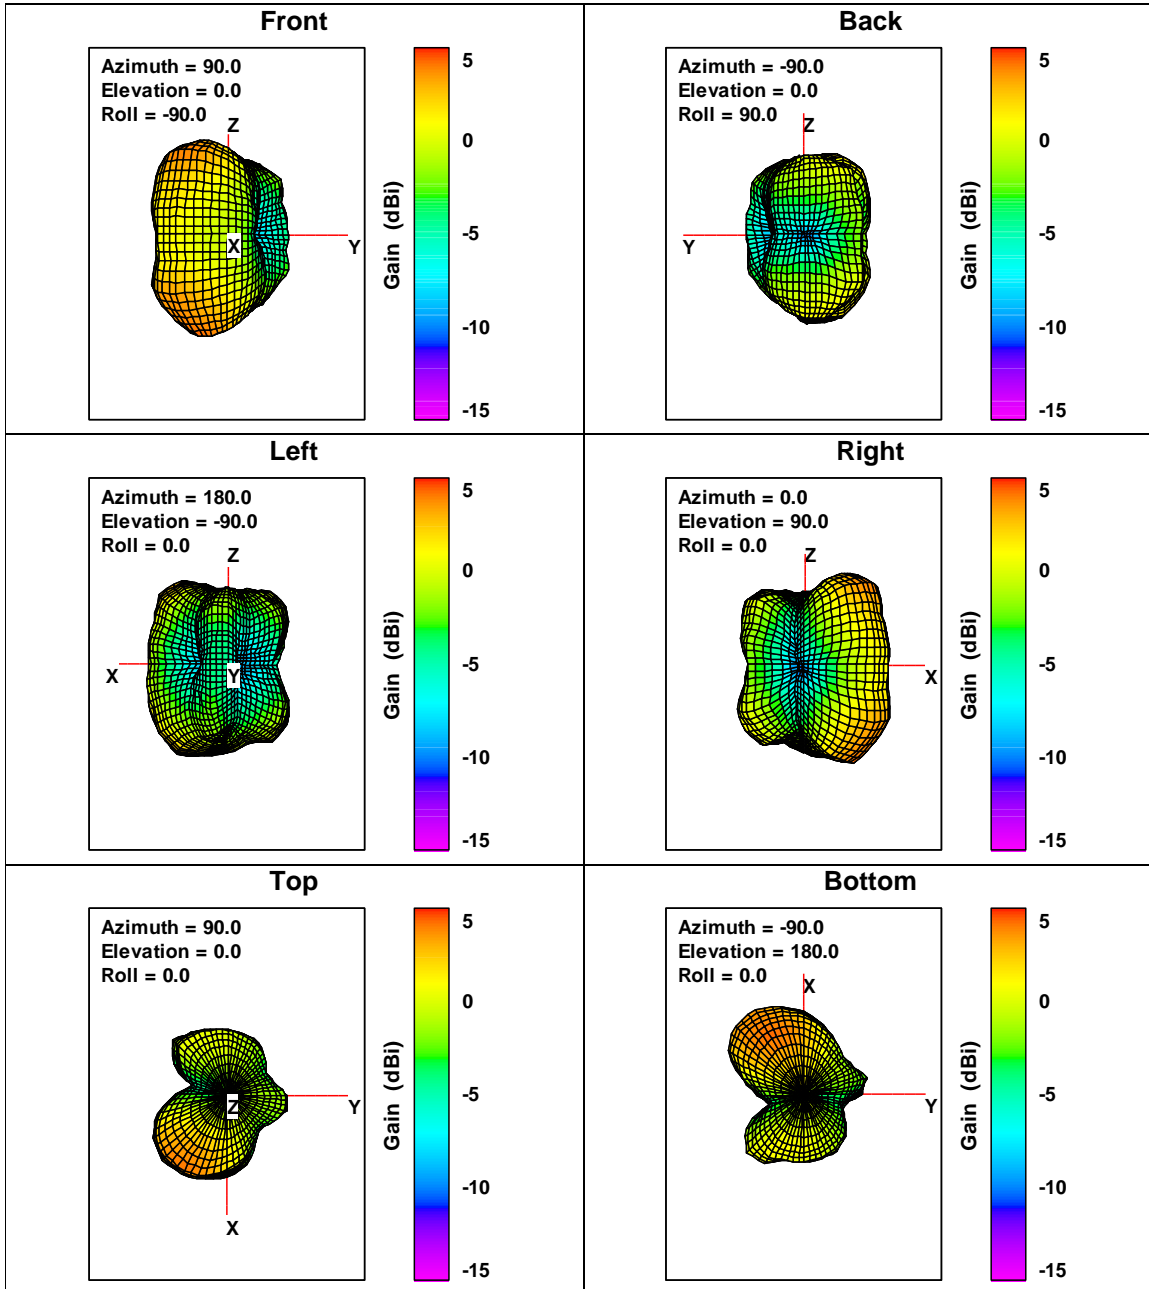 Front
Azimuth = 90.0
Elevation = 0.0
Roll = -90.0
Z
X
Y
5
0
-5
-10
-15
Gain (dBi)
Back
Azimuth = -90.0
Elevation = 0.0
Roll = 90.0
Z
Y
5
0
-5
-10
-15
Gain (dBi)
Left
Azimuth = 180.0
Elevation = -90.0
Roll = 0.0
Z
X
Y
5
0
-5
-10
-15
Gain (dBi)
Right
Azimuth = 0.0
Elevation = 90.0
Roll = 0.0
Z
X
5
0
-5
-10
-15
Gain (dBi)
Top
Azimuth = 90.0
Elevation = 0.0
Roll = 0.0
Z
Y
X
5
0
-5
-10
-15
Gain (dBi)
Bottom
Azimuth = -90.0
Elevation = 180.0
Roll = 0.0
X
Y
5
0
-5
-10
-15
Gain (dBi)